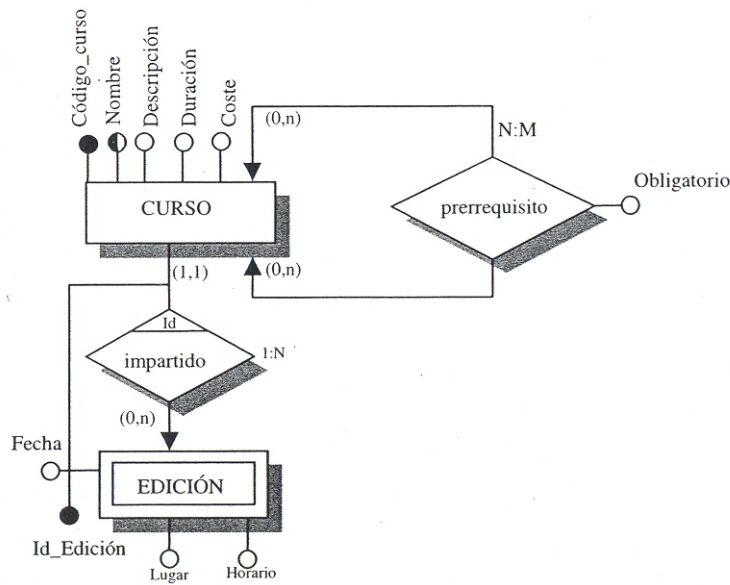 Código_curso
Nombre
Descripción
Duración
Coste
(0,n)
N:M
Obligatorio
CURSO
prerrequisito
(1,1)
(0,n)
Id
impartido
1:N
(0,n)
Fecha
EDICIÓN
Id_Edición
Lugar
Horario